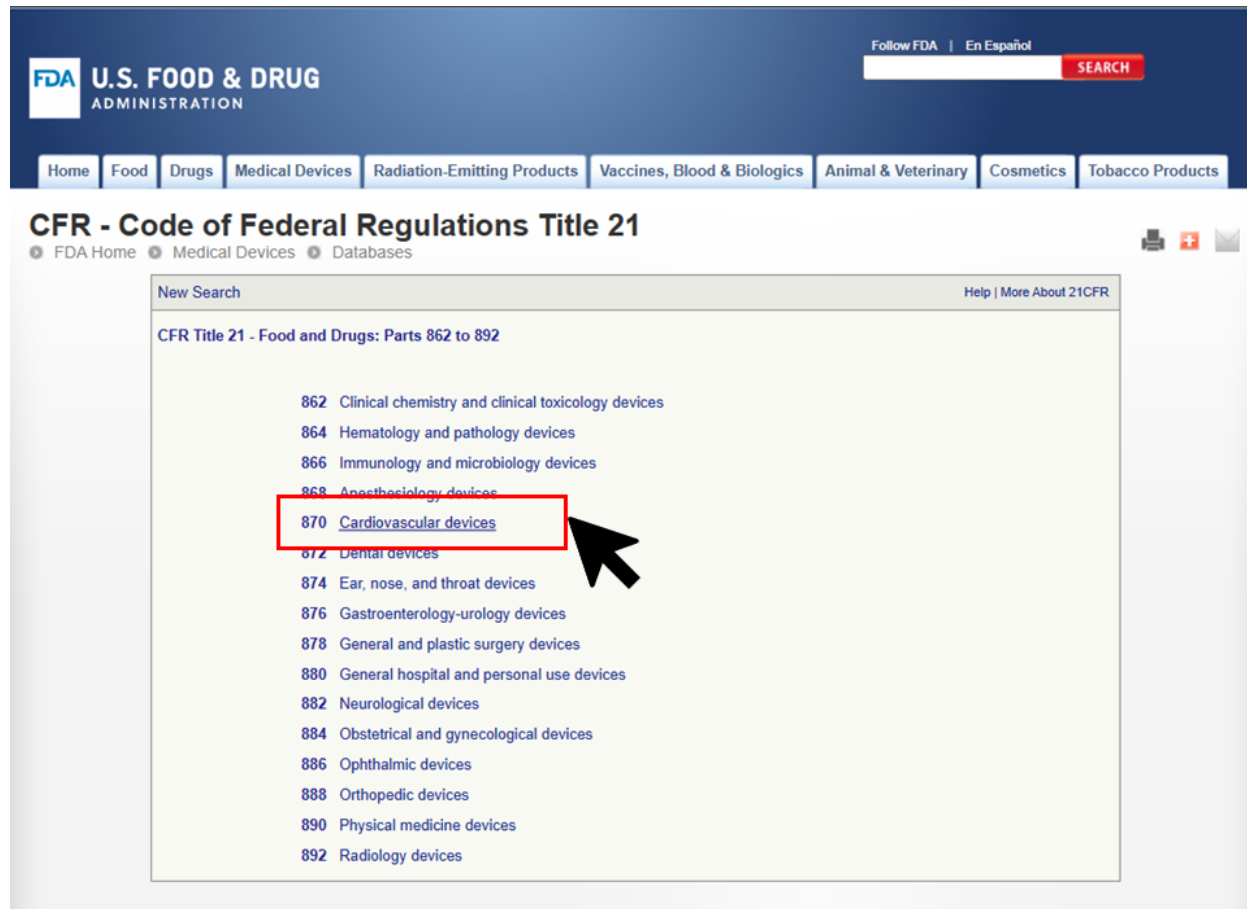 Follow FDA | En Español
SEARCH
FDA U.S. FOOD & DRUG
ADMINISTRATION
Home Food Drugs Medical Devices Radiation-Emitting Products Vaccines, Blood & Biologics Animal & Veterinary Cosmetics Tobacco Products
CFR - Code of Federal Regulations Title 21
FDA Home Medical Devices Databases
New Search Help | More About 21CFR
CFR Title 21 - Food and Drugs: Parts 862 to 892
862 Clinical chemistry and clinical toxicology devices
864 Hematology and pathology devices
866 Immunology and microbiology devices
868 Anesthesiology devices
870 Cardiovascular devices
872 Dental devices
874 Ear, nose, and throat devices
876 Gastroenterology-urology devices
878 General and plastic surgery devices
880 General hospital and personal use devices
882 Neurological devices
884 Obstetrical and gynecological devices
886 Ophthalmic devices
888 Orthopedic devices
890 Physical medicine devices
892 Radiology devices